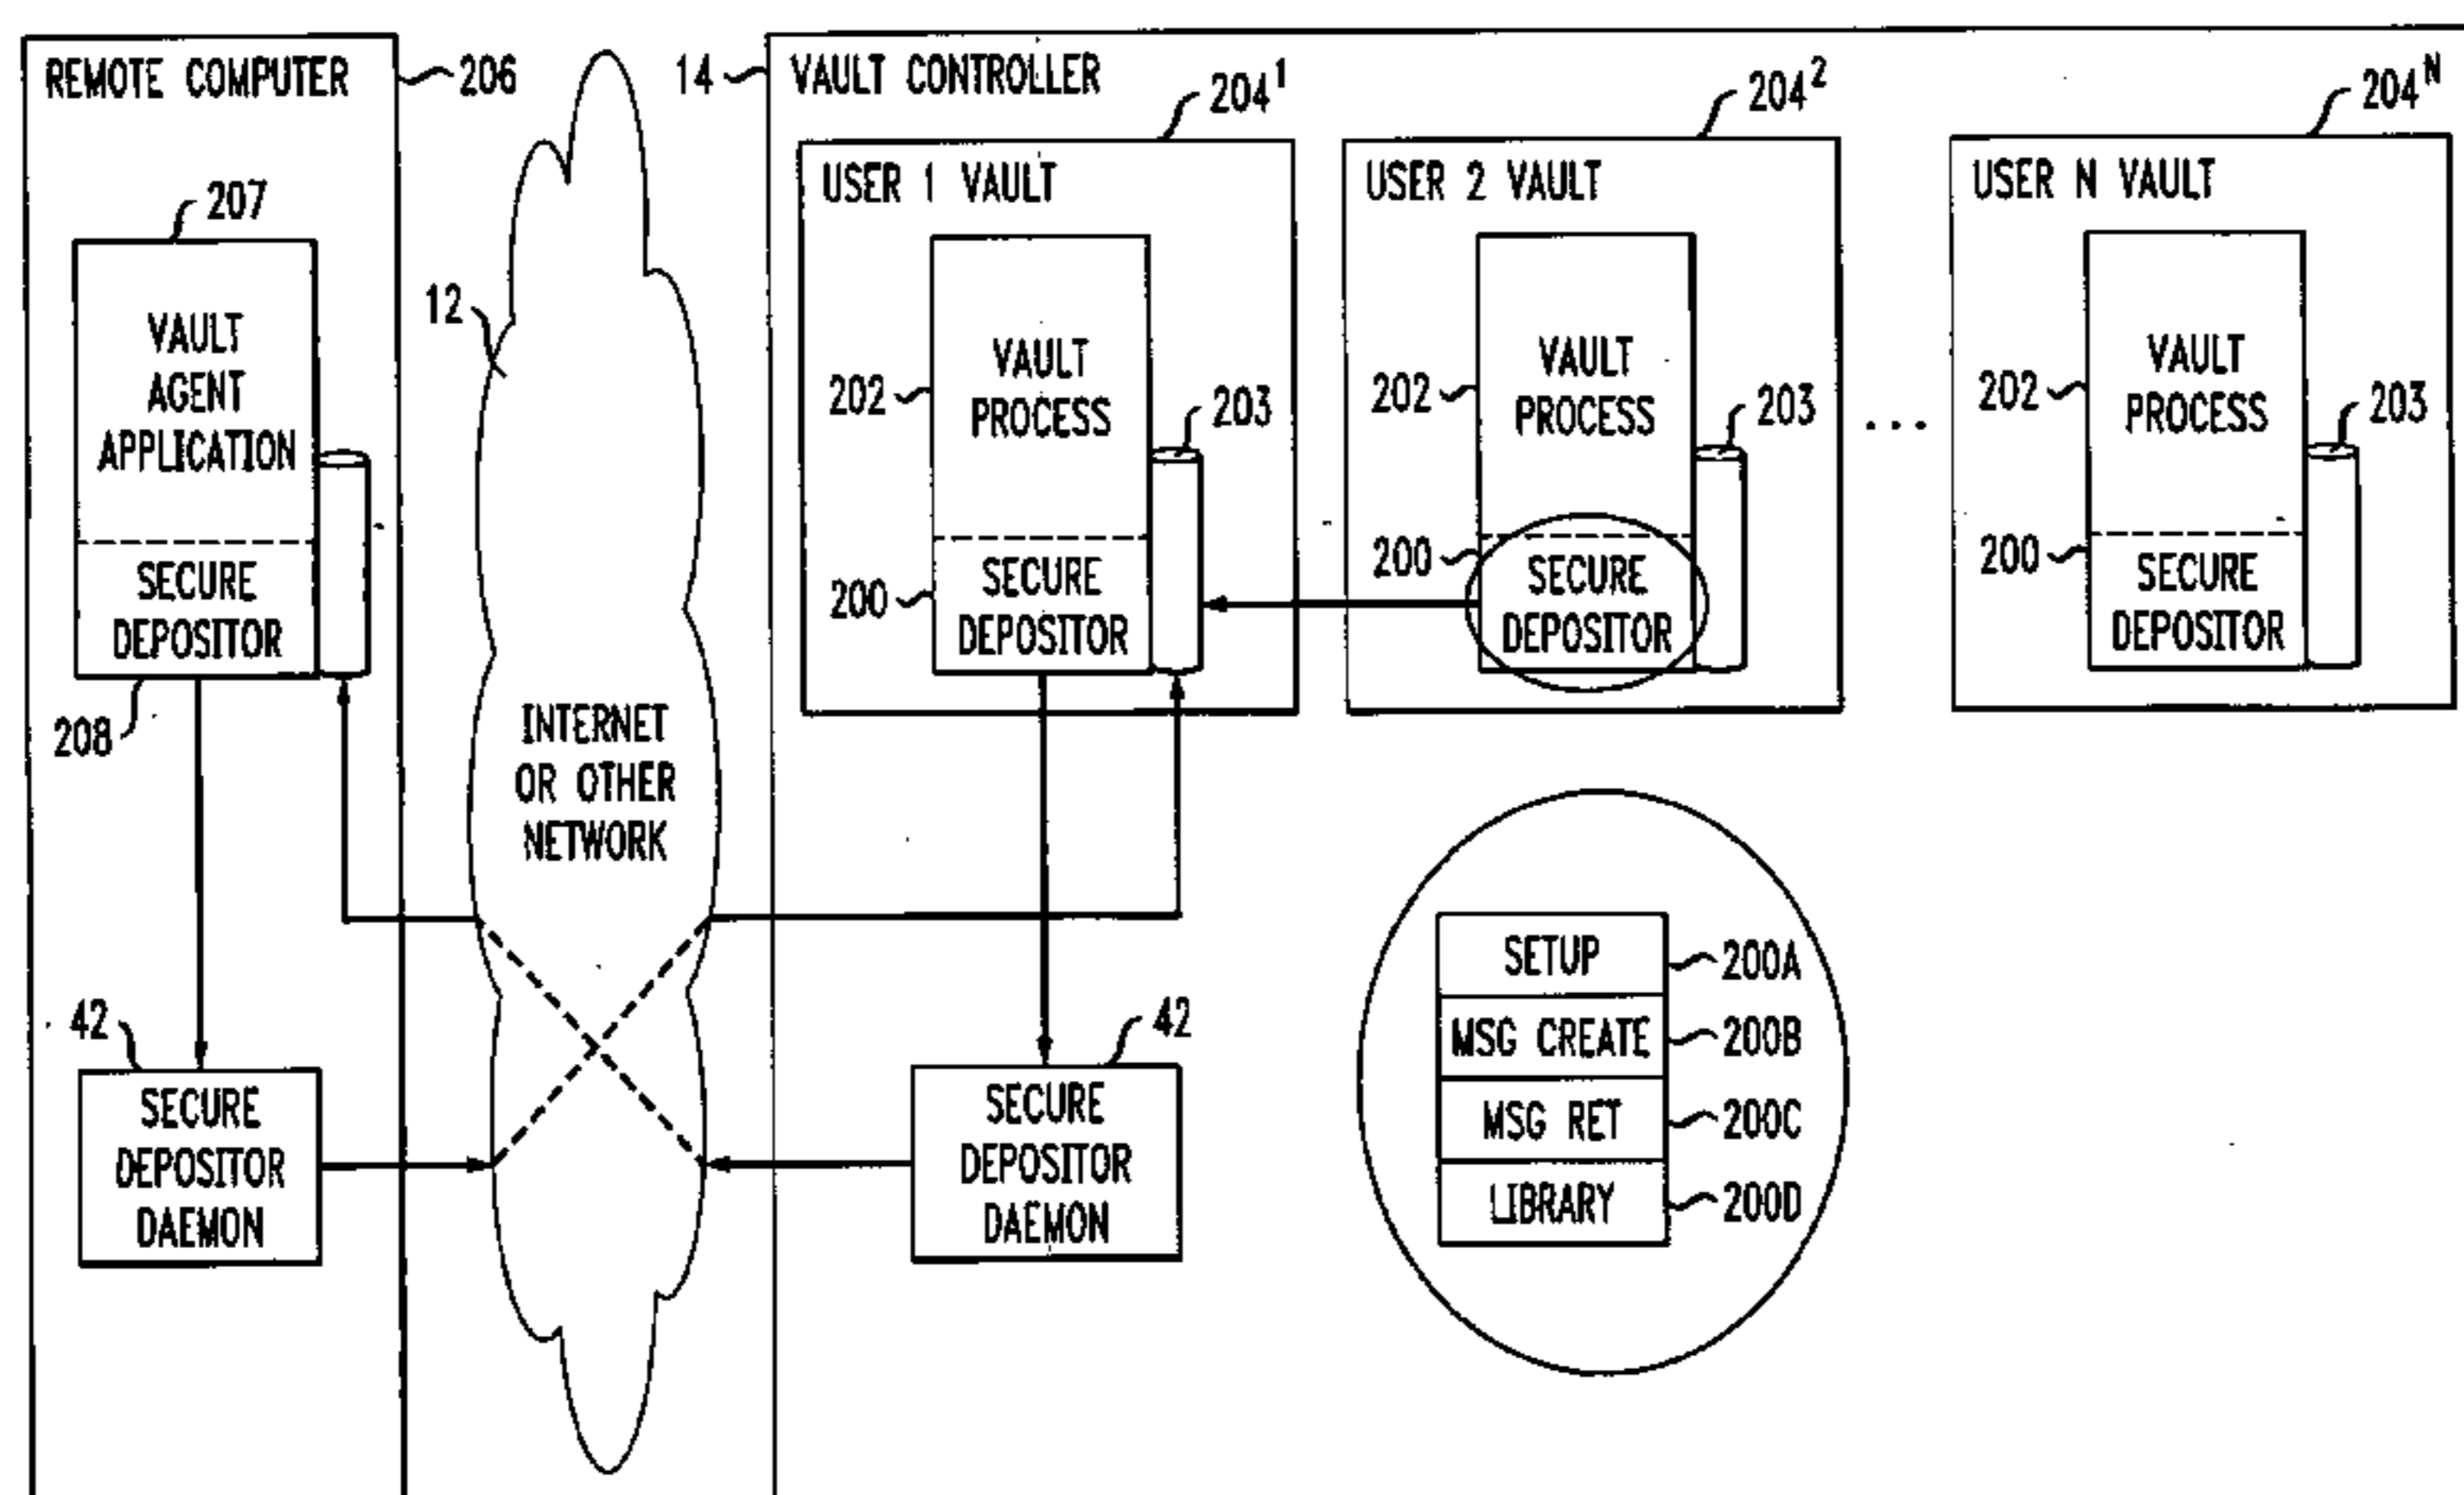 REMOTE COMPUTER
206
14
VAULT CONTROLLER
204¹
204²
204ᴺ
USER 1 VAULT
USER 2 VAULT
USER N VAULT
207
12
VAULT
AGENT
APPLICATION
SECURE
DEPOSITOR
208
202
VAULT
PROCESS
203
200
SECURE
DEPOSITOR
202
VAULT
PROCESS
203
200
SECURE
DEPOSITOR
...
202
VAULT
PROCESS
203
200
SECURE
DEPOSITOR
INTERNET
OR OTHER
NETWORK
42
SECURE
DEPOSITOR
DAEMON
42
SECURE
DEPOSITOR
DAEMON
SETUP
200A
MSG CREATE
200B
MSG RET
200C
LIBRARY
200D